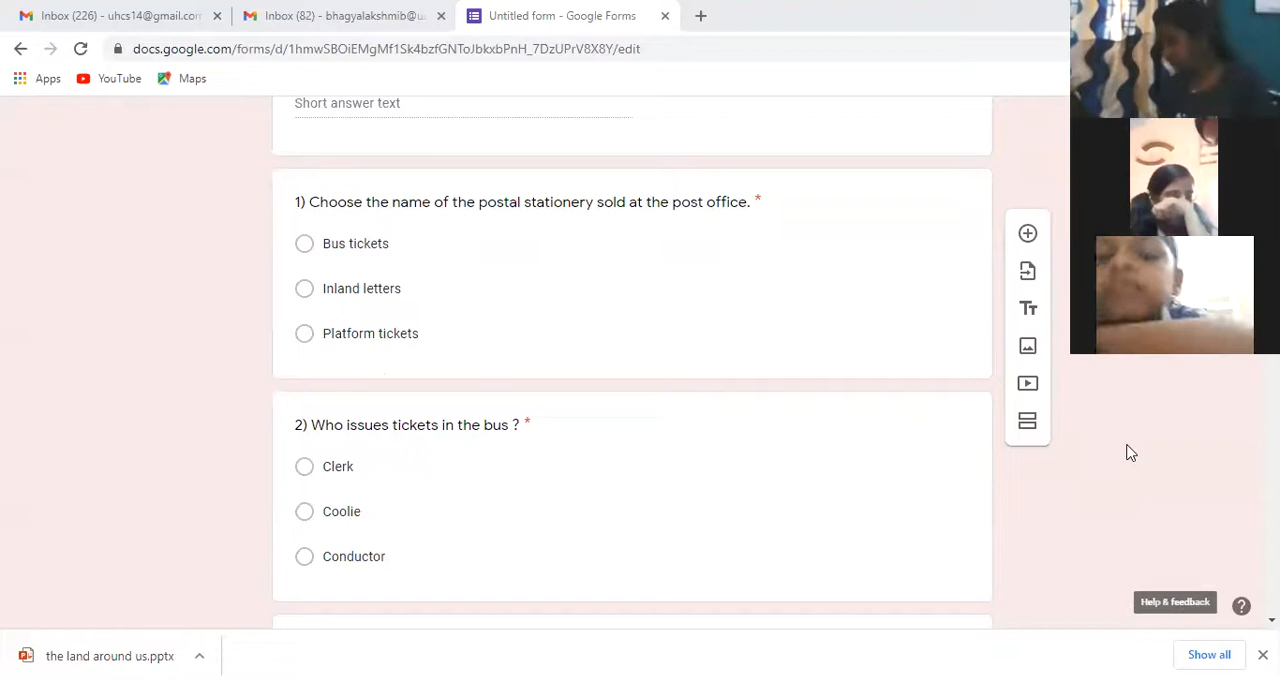 Inbox (226) - uhcs14@gmail.com
Inbox (82) - bhagyalakshmib@u
Untitled form - Google Forms
docs.google.com/forms/d/1hmwSBOiEMgMf1Sk4bzfGNToJbkxbPnH_7DzUPrV8X8Y/edit
Apps YouTube Maps
Short answer text
1) Choose the name of the postal stationery sold at the post office. *
Bus tickets
Inland letters
Platform tickets
2) Who issues tickets in the bus ? *
Clerk
Coolie
Conductor
Help & feedback
the land around us.pptx
Show all